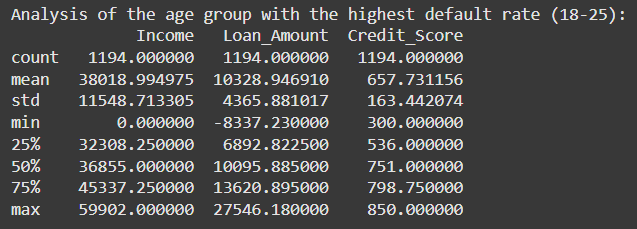 Analysis of the age group with the highest default rate (18-25):
Income Loan_Amount Credit_Score
count 1194.000000 1194.000000 1194.000000
mean 38018.994975 10328.946910 657.731156
std 11548.713305 4365.881017 163.442074
min 0.000000 -8337.230000 300.000000
25% 32308.250000 6892.822500 536.000000
50% 36855.000000 10095.885000 751.000000
75% 45337.250000 13620.895000 798.750000
max 59902.000000 27546.180000 850.000000